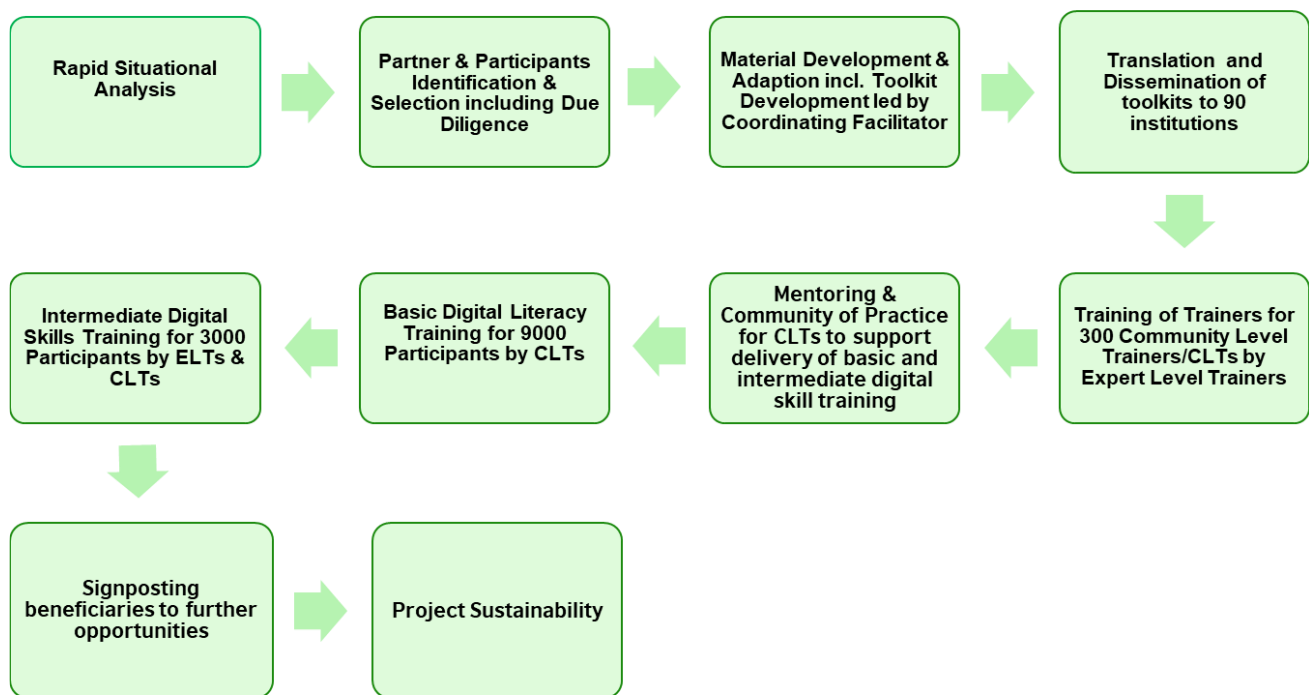 Rapid Situational
Analysis
Partner & Participants
Identification &
Selection including Due
Diligence
Material Development &
Adaption incl. Toolkit
Development led by
Coordinating Facilitator
Translation and
Dissemination of
toolkits to 90
institutions
Training of Trainers for
300 Community Level
Trainers/CLTs by
Expert Level Trainers
Mentoring &
Community of Practice
for CLTs to support
delivery of basic and
intermediate digital
skill training
Basic Digital Literacy
Training for 9000
Participants by CLTs
Intermediate Digital
Skills Training for 3000
Participants by ELTs &
CLTs
Signposting
beneficiaries to further
opportunities
Project Sustainability